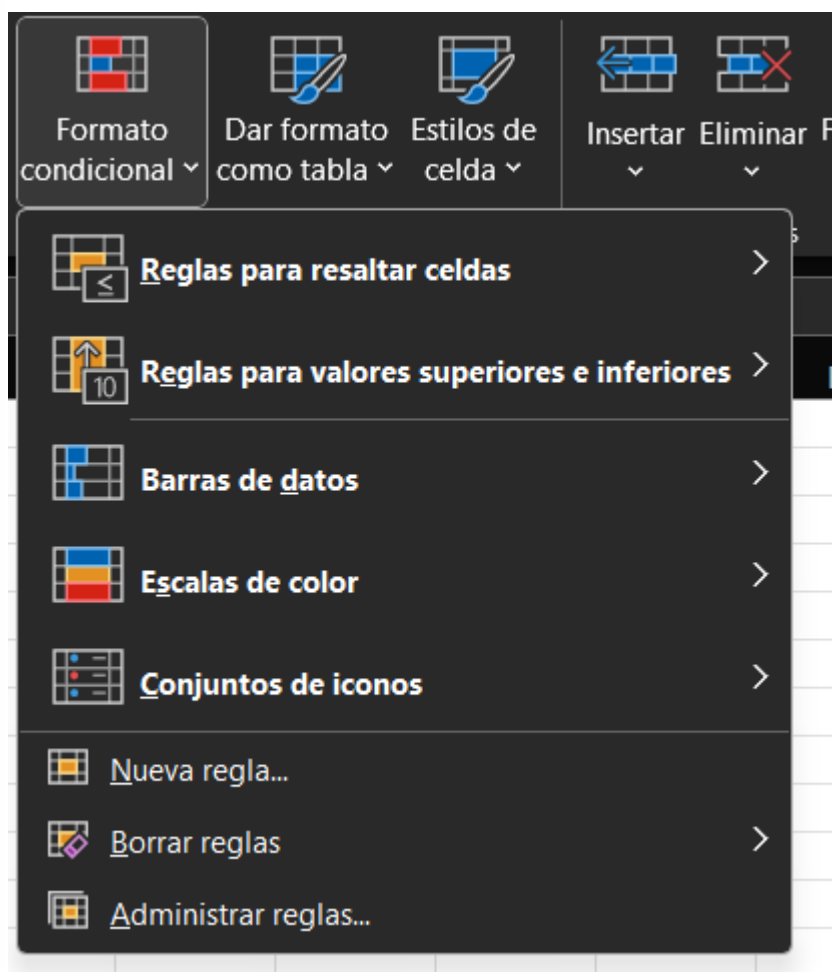 Formato
condicional
Dar formato
como tabla
Estilos de
celda
Insertar
Eliminar
F
s
≤
Reglas para resaltar celdas
10
Reglas para valores superiores e inferiores
Barras de datos
Escalas de color
Conjuntos de iconos
Nueva regla...
Borrar reglas
Administrar reglas...